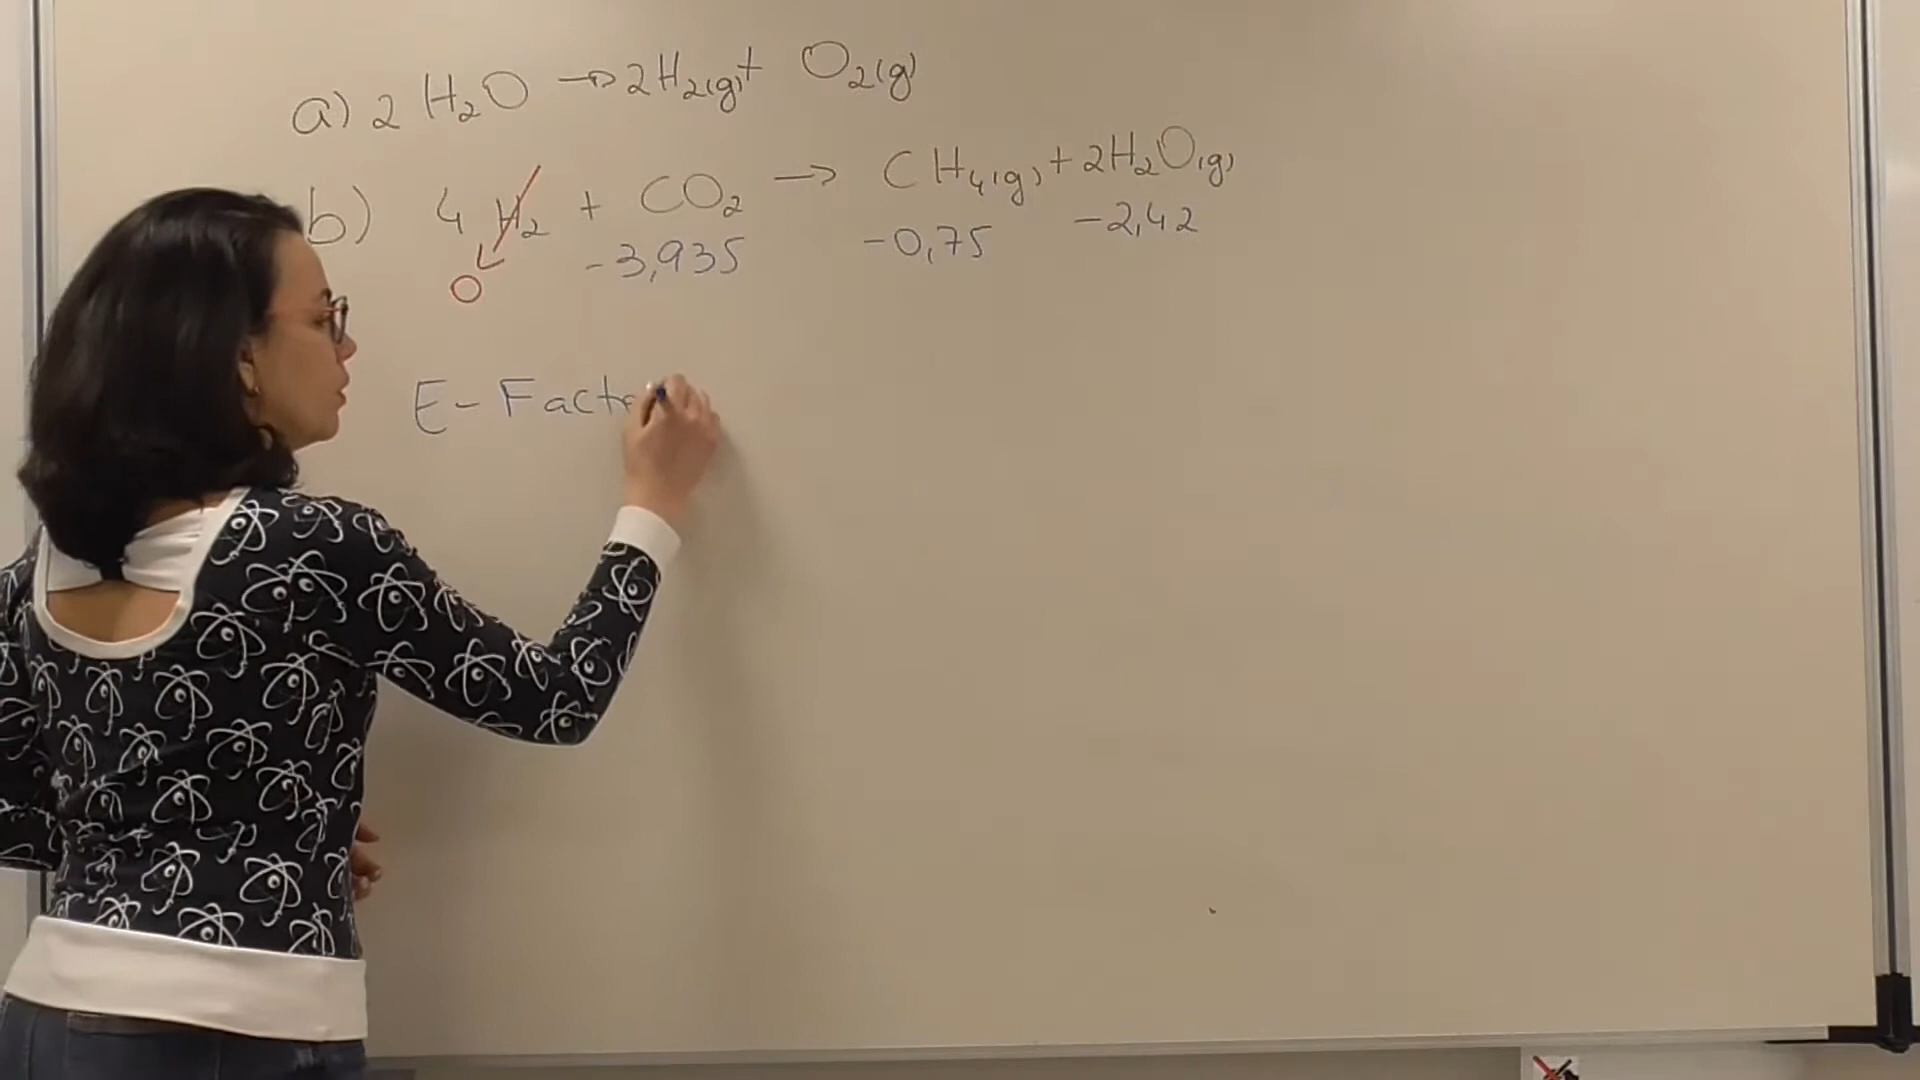 a) 2 H₂O → 2H₂(g) + O₂(g)
b) 4 H₂ + CO₂ → CH₄(g) + 2H₂O(g)
0 -3,935 -0,75 -2,42
E-Facto